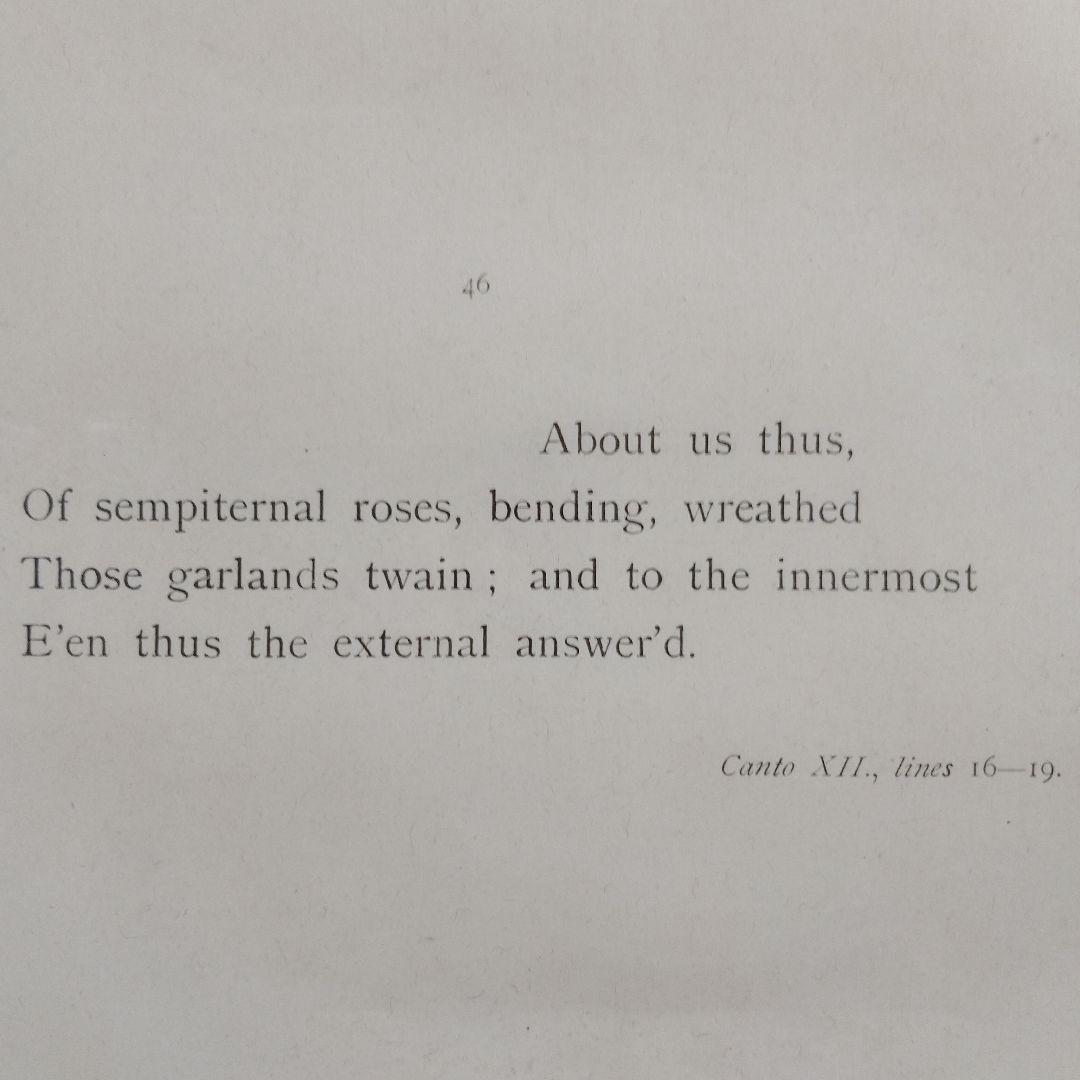 46
About us thus,
Of sempiternal roses, bending, wreathed
Those garlands twain ; and to the innermost
E’en thus the external answer’d.
Canto XII., lines 16—19.